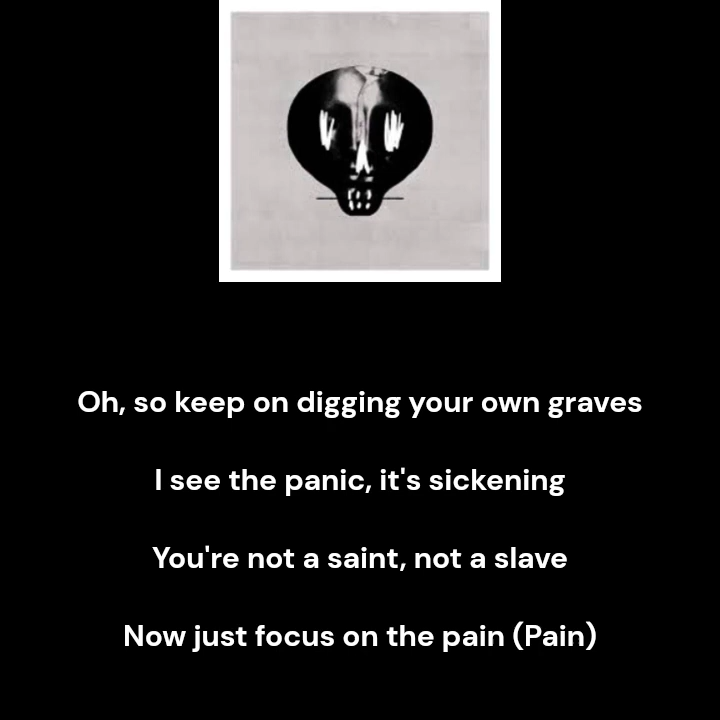 Oh, so keep on digging your own graves
I see the panic, it's sickening
You're not a saint, not a slave
Now just focus on the pain (Pain)